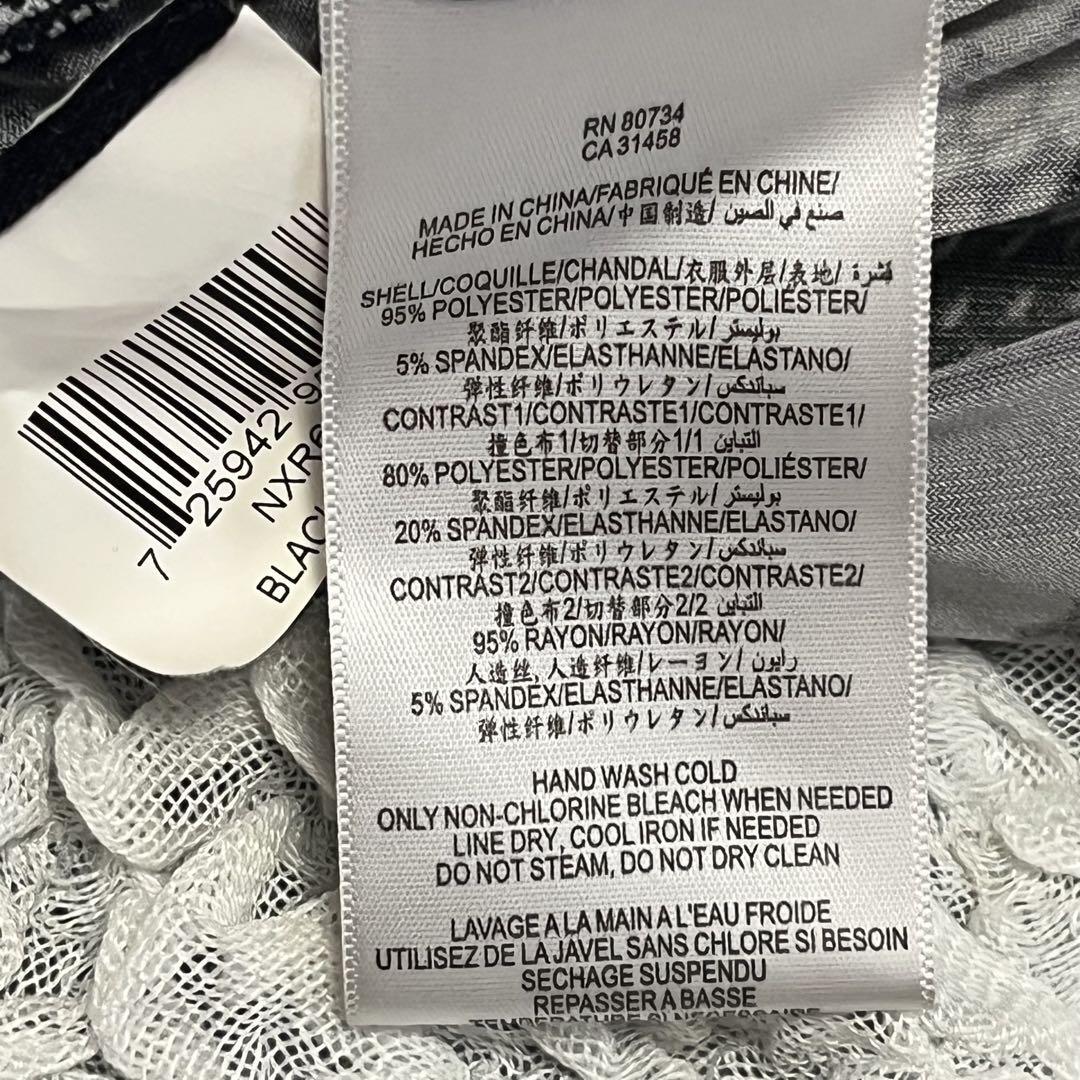 RN 80734
CA 31458
MADE IN CHINA/FABRIQUÉ EN CHINE/
HECHO EN CHINA/中国制造/ صنع في الصين
SHELL/COQUILLE/CHANDAL/衣服外层/表地/ قشرة
95% POLYESTER/POLYESTER/POLIÉSTER/
聚酯纤维/ポリエステル/ بوليستر
5% SPANDEX/ELASTHANNE/ELASTANO/
弹性纤维/ポリウレタン/ سباندكس
CONTRAST1/CONTRASTE1/CONTRASTE1/
撞色布1/切替部分1/1 التباين
80% POLYESTER/POLYESTER/POLIÉSTER/
聚酯纤维/ポリエステル/ بوليستر
20% SPANDEX/ELASTHANNE/ELASTANO/
弹性纤维/ポリウレタン/ سباندكس
CONTRAST2/CONTRASTE2/CONTRASTE2/
撞色布2/切替部分2/2 التباين
95% RAYON/RAYON/RAYON/
人造丝, 人造纤维/レーヨン/ رايون
5% SPANDEX/ELASTHANNE/ELASTANO/
弹性纤维/ポリウレタン/ سباندكس
HAND WASH COLD
ONLY NON-CHLORINE BLEACH WHEN NEEDED
LINE DRY, COOL IRON IF NEEDED
DO NOT STEAM, DO NOT DRY CLEAN
LAVAGE A LA MAIN A L'EAU FROIDE
UTILISEZ DE LA JAVEL SANS CHLORE SI BESOIN
SECHAGE SUSPENDU
REPASSER A BASSE
TEMPERATURE SI NECESSAIRE
7 25942 9
NXR6
BLAC